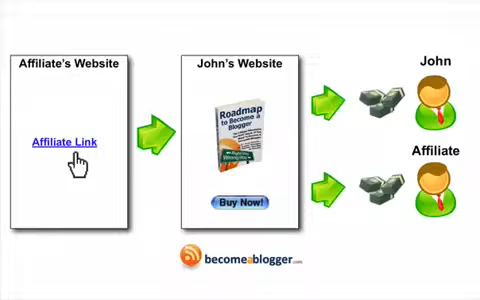 Affiliate's Website
Affiliate Link
John's Website
Roadmap
to Become a
Blogger
Buy Now!
John
Affiliate
becomeablogger.com